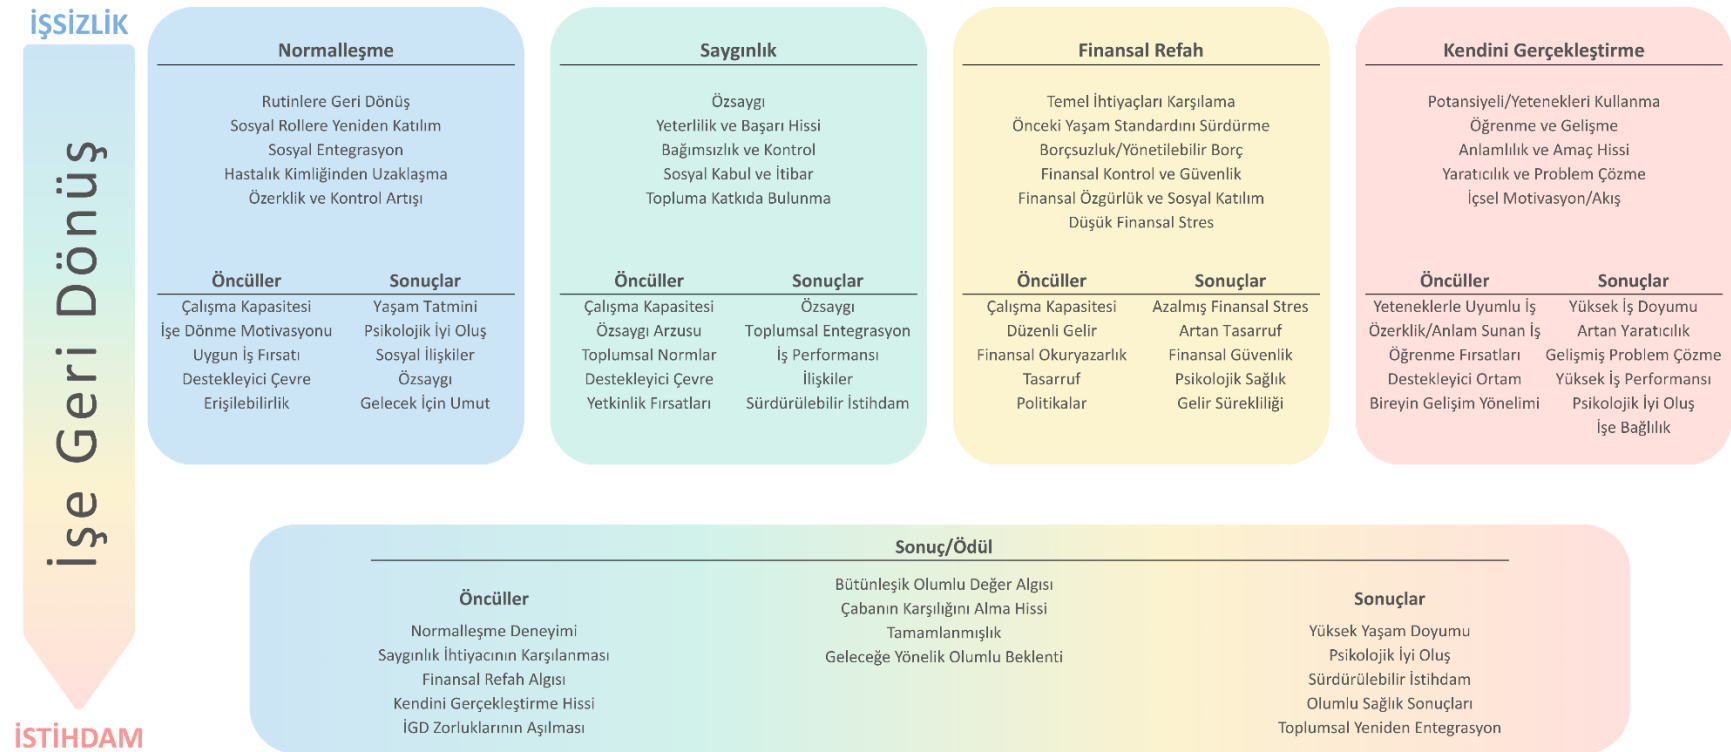 İŞSİZLİK
İşe Geri Dönüş
İSTİHDAM
Normalleşme
Rutinlere Geri Dönüş
Sosyal Rollere Yeniden Katılım
Sosyal Entegrasyon
Hastalık Kimliğinden Uzaklaşma
Özerklik ve Kontrol Artışı
Öncüller
Çalışma Kapasitesi
İşe Dönme Motivasyonu
Uygun İş Fırsatı
Destekleyici Çevre
Erişilebilirlik
Sonuçlar
Yaşam Tatmini
Psikolojik İyi Oluş
Sosyal İlişkiler
Özsaygı
Gelecek İçin Umut
Saygınlık
Özsaygı
Yeterlilik ve Başarı Hissi
Bağımsızlık ve Kontrol
Sosyal Kabul ve İtibar
Topluma Katkıda Bulunma
Öncüller
Çalışma Kapasitesi
Özsaygı Arzusu
Toplumsal Normlar
Destekleyici Çevre
Yetkinlik Fırsatları
Sonuçlar
Özsaygı
Toplumsal Entegrasyon
İş Performansı
İlişkiler
Sürdürülebilir İstihdam
Finansal Refah
Temel İhtiyaçları Karşılama
Önceki Yaşam Standardını Sürdürme
Borçsuzluk/Yönetilebilir Borç
Finansal Kontrol ve Güvenlik
Finansal Özgürlük ve Sosyal Katılım
Düşük Finansal Stres
Öncüller
Çalışma Kapasitesi
Düzenli Gelir
Finansal Okuryazarlık
Tasarruf
Politikalar
Sonuçlar
Azalmış Finansal Stres
Artan Tasarruf
Finansal Güvenlik
Psikolojik Sağlık
Gelir Sürekliliği
Kendini Gerçekleştirme
Potansiyeli/Yetenekleri Kullanma
Öğrenme ve Gelişme
Anlamlılık ve Amaç Hissi
Yaratıcılık ve Problem Çözme
İçsel Motivasyon/Akış
Öncüller
Yeteneklerle Uyumlu İş
Özerklik/Anlam Sunan İş
Öğrenme Fırsatları
Destekleyici Ortam
Bireyin Gelişim Yönelimi
Sonuçlar
Yüksek İş Doyumu
Artan Yaratıcılık
Gelişmiş Problem Çözme
Yüksek İş Performansı
Psikolojik İyi Oluş
İşe Bağlılık
Sonuç/Ödül
Bütünleşik Olumlu Değer Algısı
Çabanın Karşılığını Alma Hissi
Tamamlanmışlık
Geleceğe Yönelik Olumlu Beklenti
Öncüller
Normalleşme Deneyimi
Saygınlık İhtiyacının Karşılanması
Finansal Refah Algısı
Kendini Gerçekleştirme Hissi
İGD Zorluklarının Aşılması
Sonuçlar
Yüksek Yaşam Doyumu
Psikolojik İyi Oluş
Sürdürülebilir İstihdam
Olumlu Sağlık Sonuçları
Toplumsal Yeniden Entegrasyon